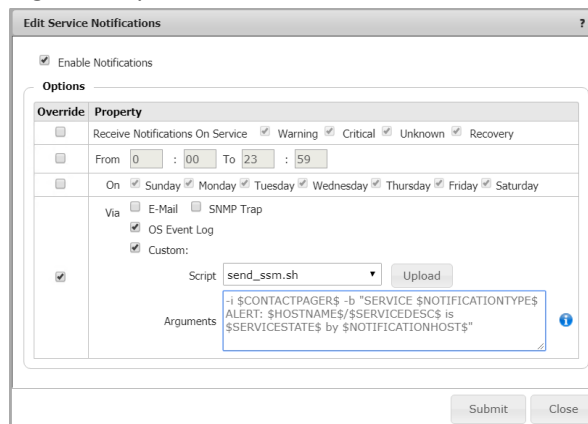 Edit Service Notifications ?
Enable Notifications
Options
Override Property
Receive Notifications On Service Warning Critical Unknown Recovery
From 0 : 00 To 23 : 59
On Sunday Monday Tuesday Wednesday Thursday Friday Saturday
Via E-Mail SNMP Trap
OS Event Log
Custom:
Script send_ssm.sh Upload
Arguments -i $CONTACTPAGER$ -b "SERVICE $NOTIFICATIONTYPE$
ALERT: $HOSTNAME$/$SERVICEDESC$ is
$SERVICESTATE$ by $NOTIFICATIONHOST$"
Submit Close